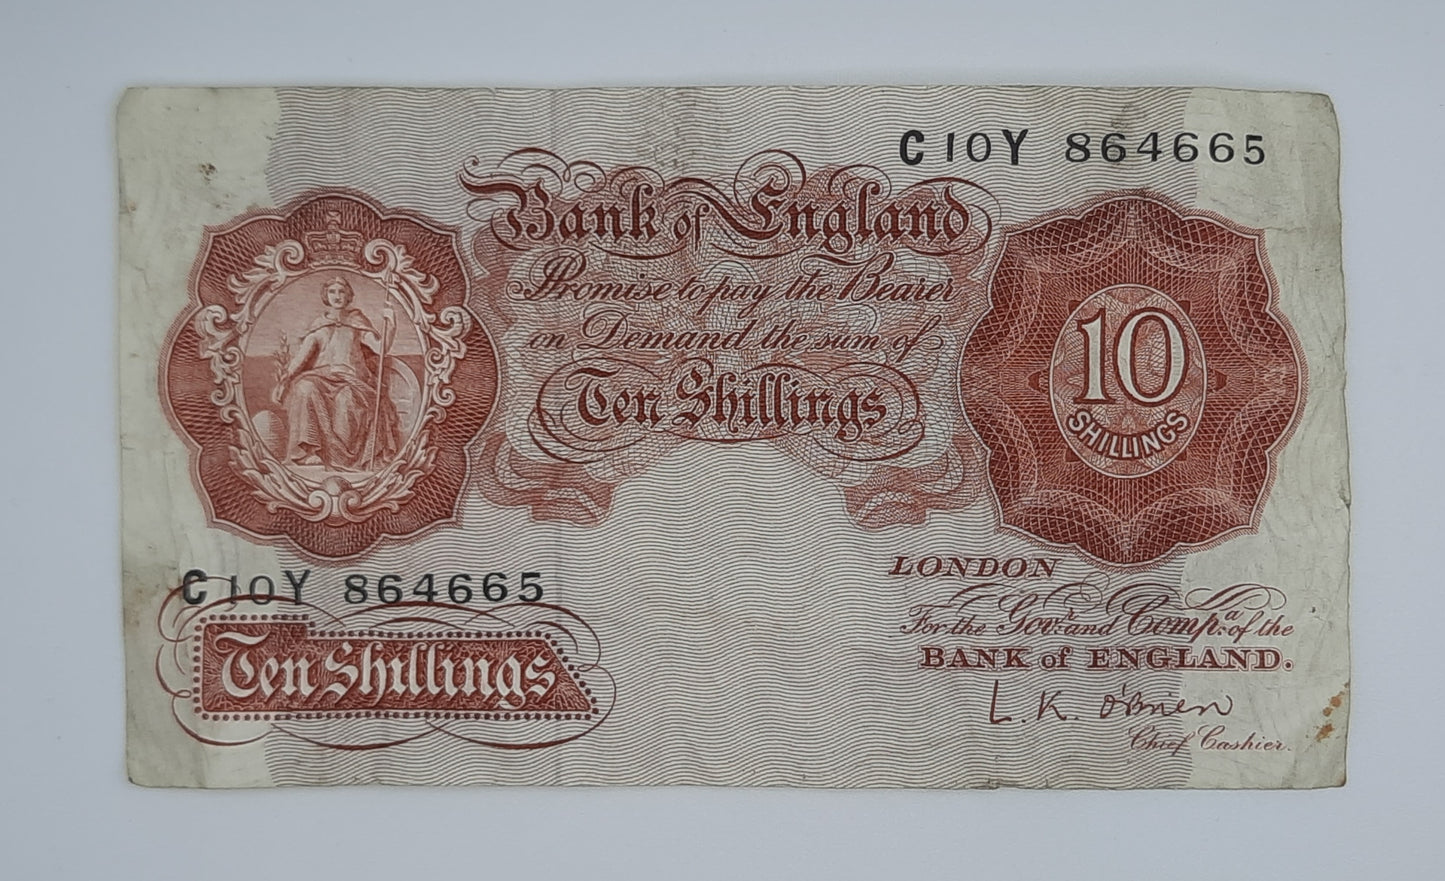 C10Y 864665
Bank of England
Promise to pay the Bearer
on Demand the sum of
Ten Shillings
10
SHILLINGS
C10Y 864665
Ten Shillings
LONDON
For the Govr. and Compa. of the
BANK of ENGLAND.
L. K. O'Brien
Chief Cashier.